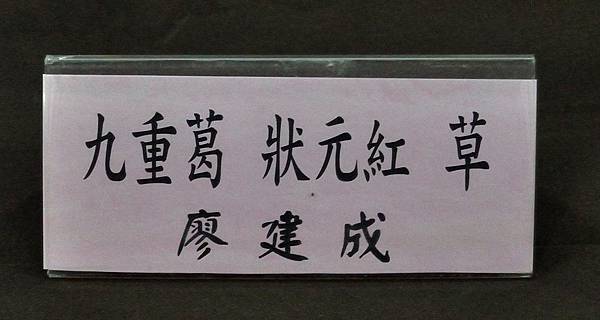 九重葛 狀元紅 草
廖建成